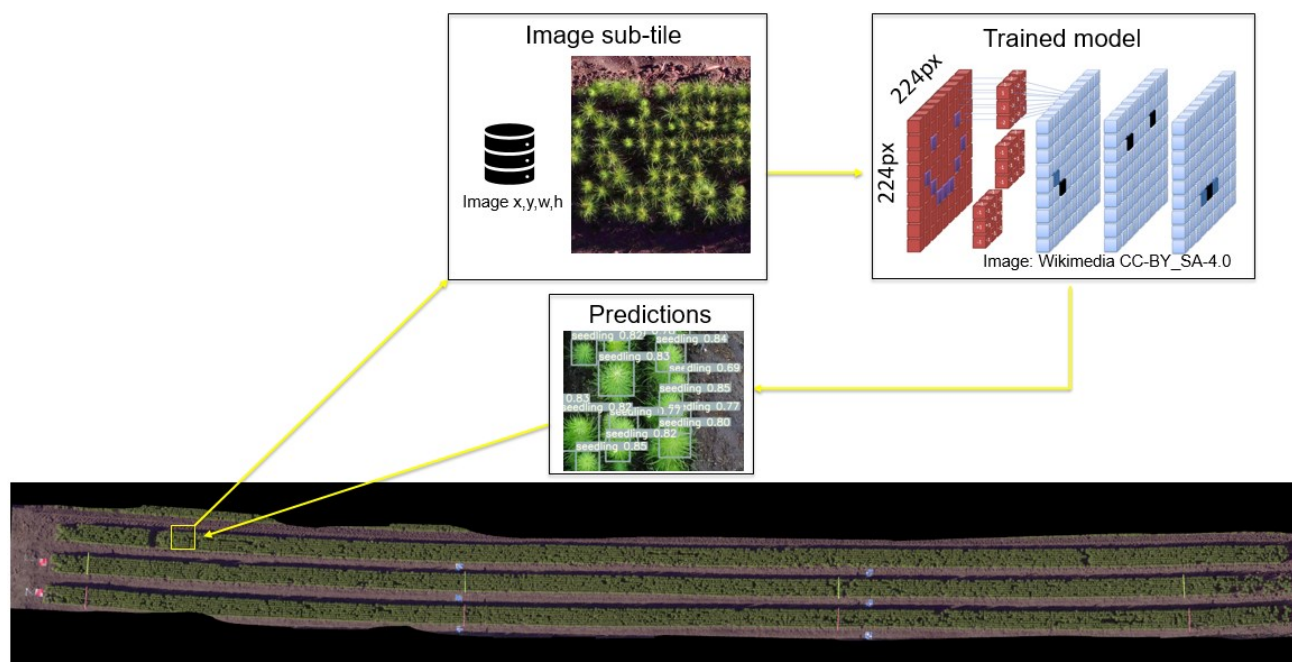 Image sub-tile
Image x,y,w,h
Trained model
224px
224px
Image: Wikimedia CC-BY_SA-4.0
Predictions
seedling 0.82
seedling 0.84
seedling 0.83
seedling 0.69
seedling 0.85
0.83
seedling 0.82
seedling 0.77
seedling 0.80
seedling 0.82
seedling 0.85